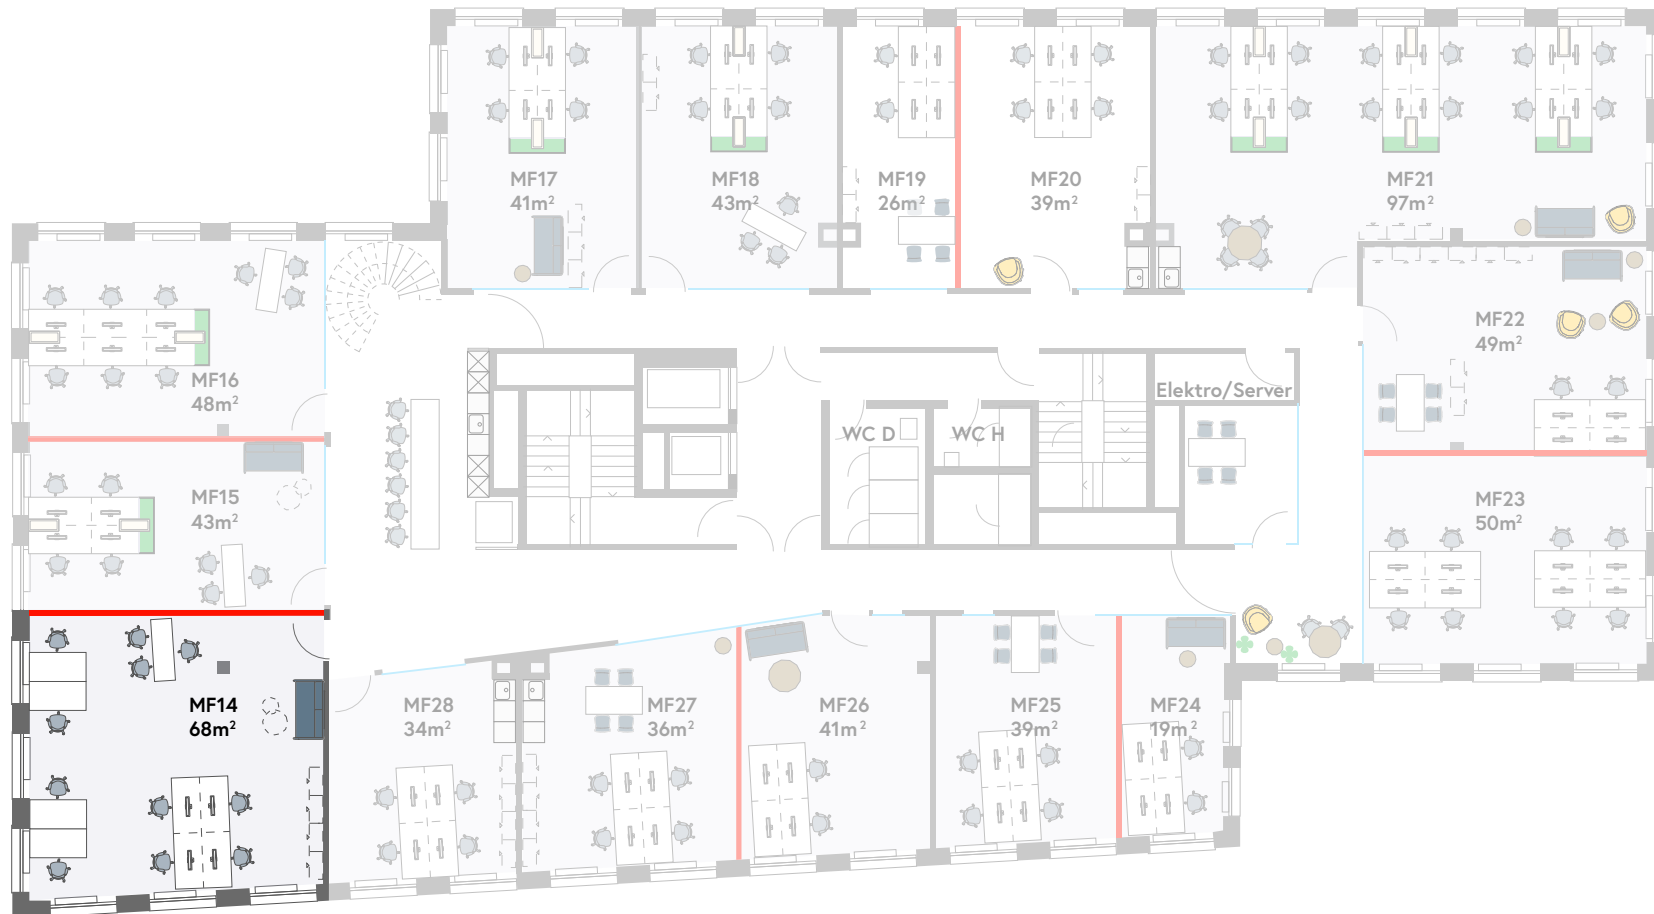 MF17
41m²
MF18
43m²
MF19
26m²
MF20
39m²
MF21
97m²
MF22
49m²
MF16
48m²
Elektro/Server
WC D
WC H
MF15
43m²
MF23
50m²
MF14
68m²
MF28
34m²
MF27
36m²
MF26
41m²
MF25
39m²
MF24
19m²